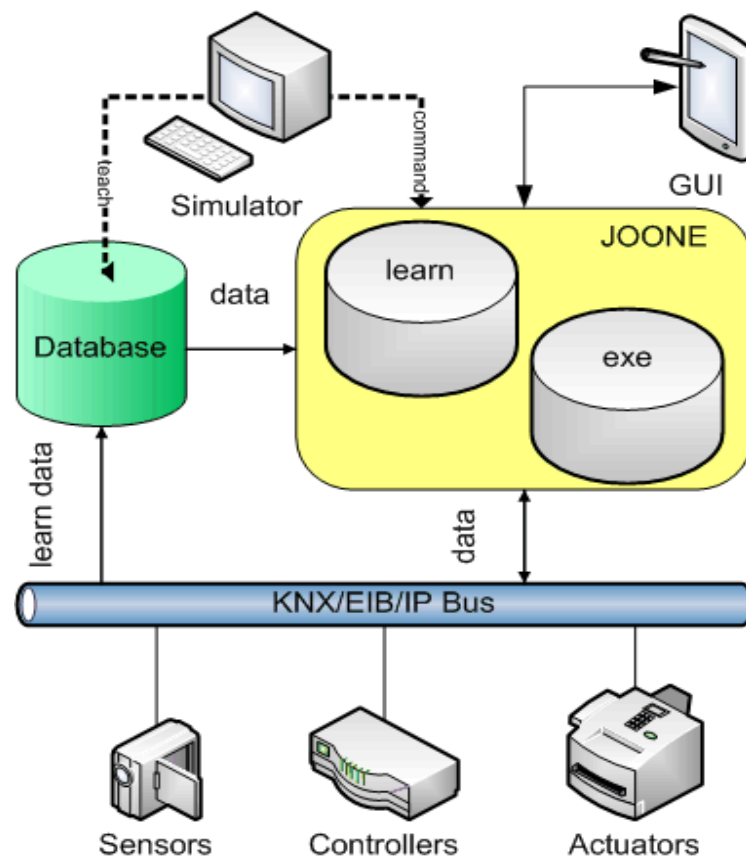 teach
command
Simulator
GUI
JOONE
learn
data
Database
exe
learn data
data
KNX/EIB/IP Bus
Sensors
Controllers
Actuators